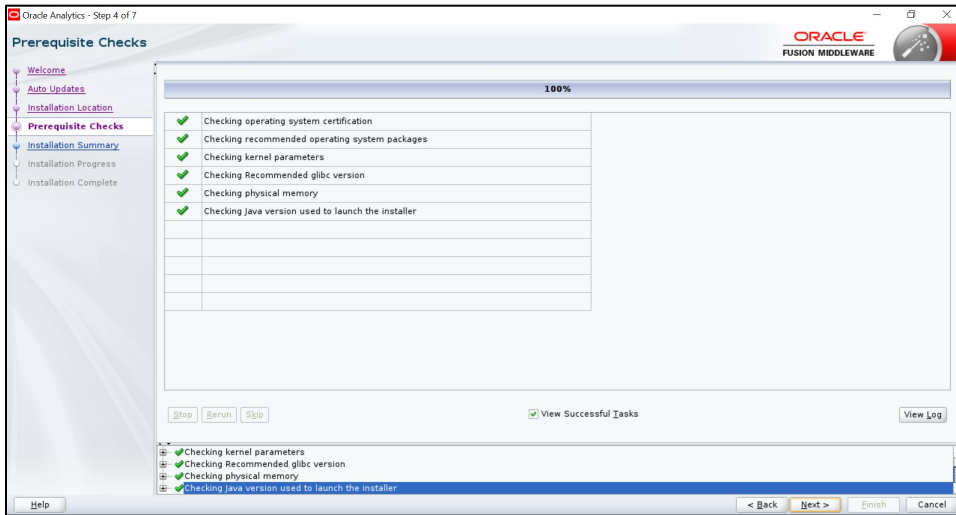 Oracle Analytics - Step 4 of 7
Prerequisite Checks
ORACLE
FUSION MIDDLEWARE
Welcome
Auto Updates
Installation Location
Prerequisite Checks
Installation Summary
Installation Progress
Installation Complete
100%
Checking operating system certification
Checking recommended operating system packages
Checking kernel parameters
Checking Recommended glibc version
Checking physical memory
Checking Java version used to launch the installer
Stop Rerun Skip View Successful Tasks View Log
Checking kernel parameters
Checking Recommended glibc version
Checking physical memory
Checking Java version used to launch the installer
Help < Back Next > Finish Cancel